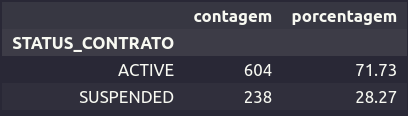 contagem porcentagem
STATUS_CONTRATO
ACTIVE 604 71.73
SUSPENDED 238 28.27